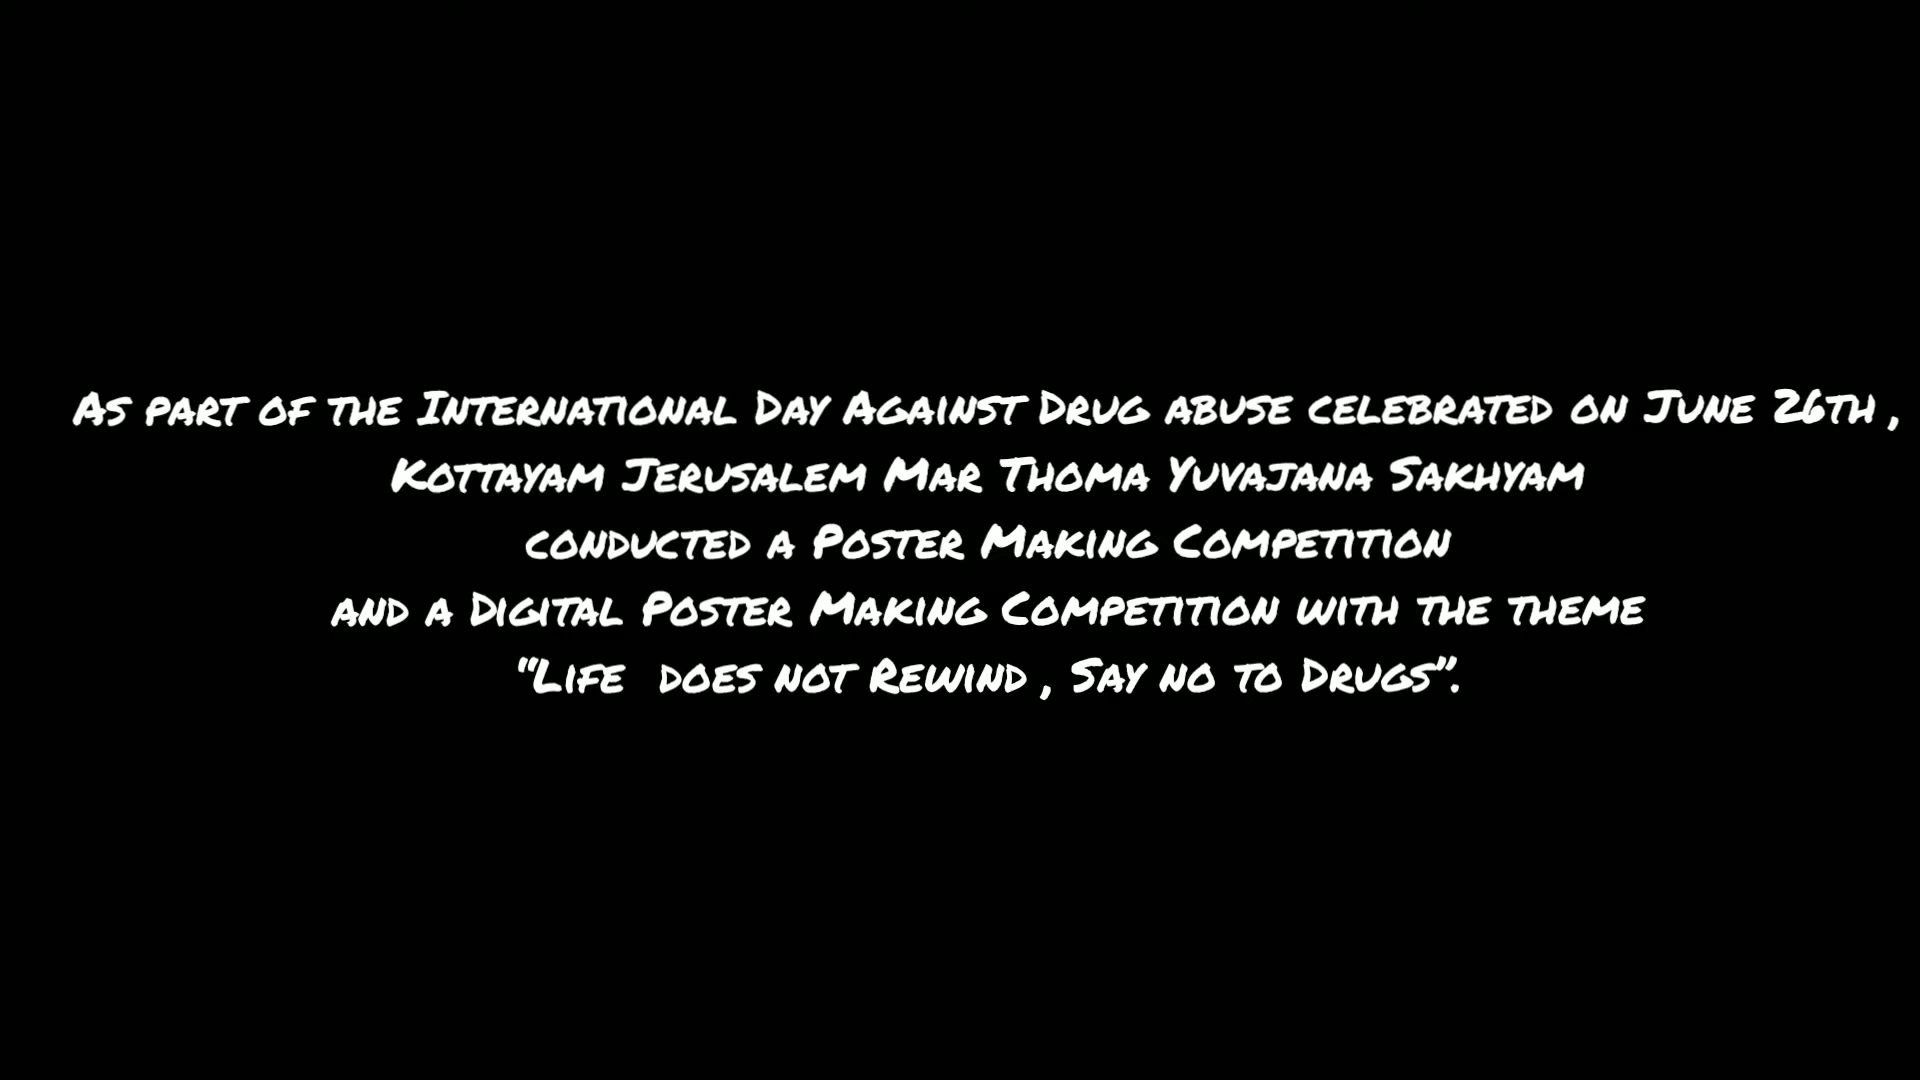 As part of the International Day Against Drug abuse celebrated on June 26th ,
Kottayam Jerusalem Mar Thoma Yuvajana Sakhyam
conducted a Poster Making Competition
and a Digital Poster Making Competition with the theme
“Life  does not Rewind , Say no to Drugs”.